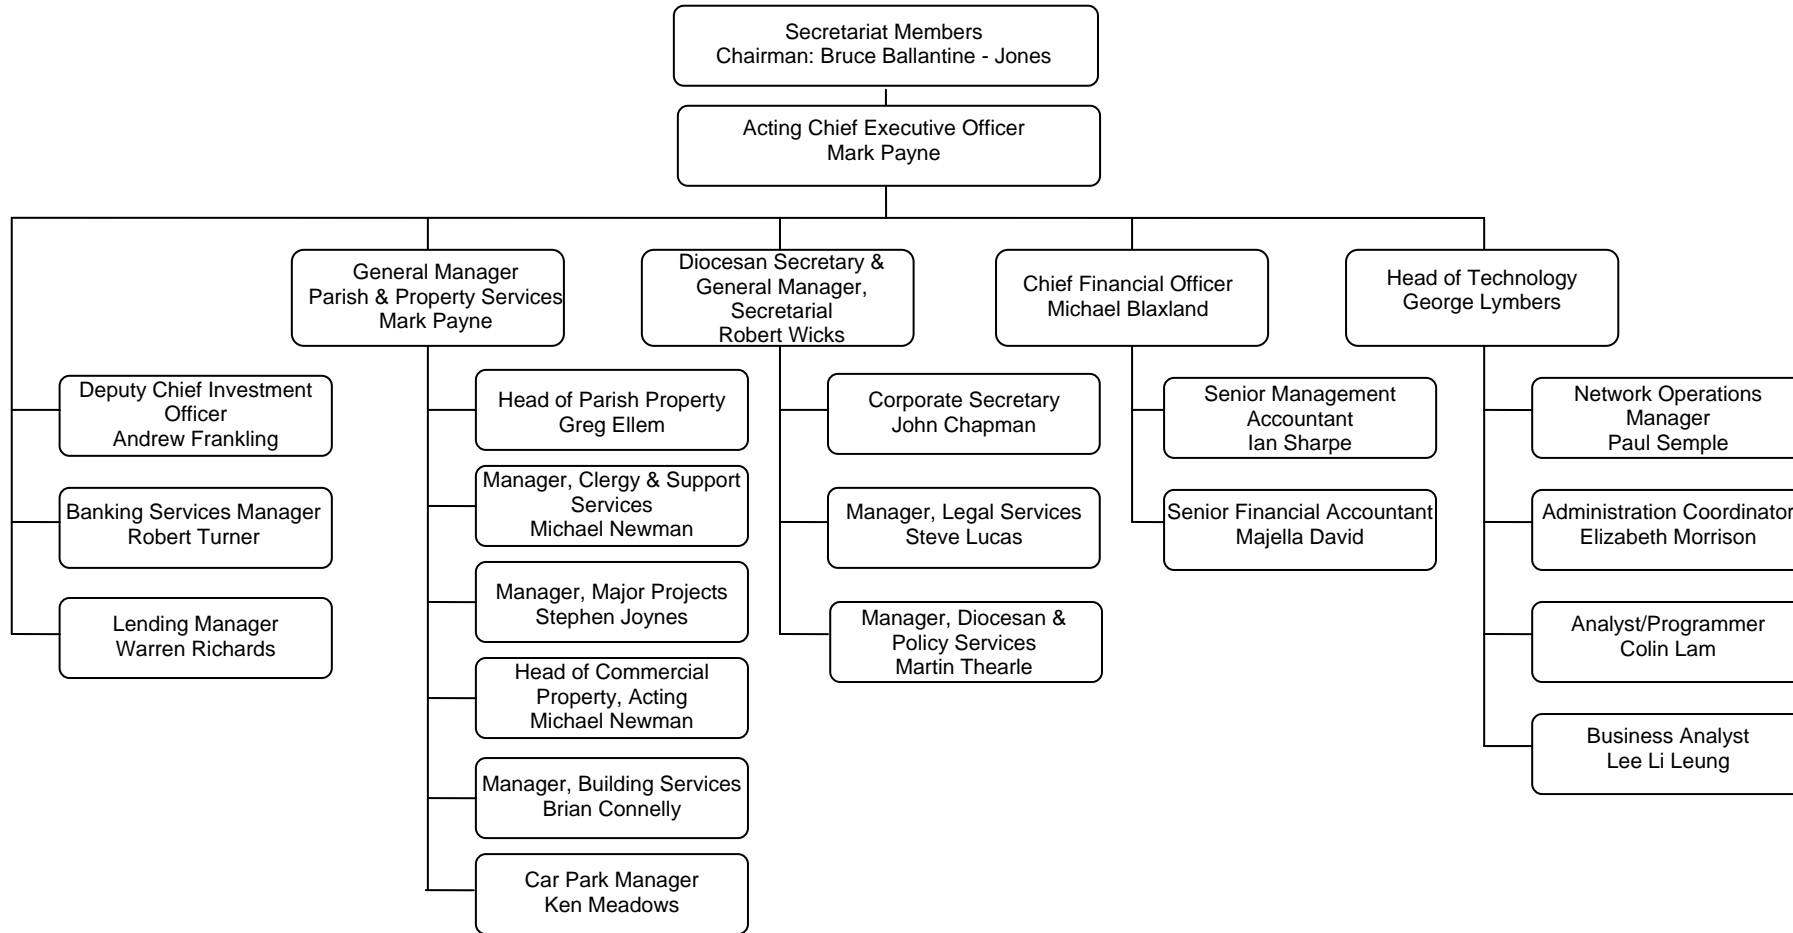 Secretariat Members
Chairman: Bruce Ballantine - Jones
Acting Chief Executive Officer
Mark Payne
General Manager
Parish & Property Services
Mark Payne
Diocesan Secretary &
General Manager,
Secretarial
Robert Wicks
Chief Financial Officer
Michael Blaxland
Head of Technology
George Lymbers
Deputy Chief Investment
Officer
Andrew Frankling
Banking Services Manager
Robert Turner
Lending Manager
Warren Richards
Head of Parish Property
Greg Ellem
Manager, Clergy & Support
Services
Michael Newman
Manager, Major Projects
Stephen Joynes
Head of Commercial
Property, Acting
Michael Newman
Manager, Building Services
Brian Connelly
Car Park Manager
Ken Meadows
Corporate Secretary
John Chapman
Manager, Legal Services
Steve Lucas
Manager, Diocesan &
Policy Services
Martin Thearle
Senior Management
Accountant
Ian Sharpe
Senior Financial Accountant
Majella David
Network Operations
Manager
Paul Semple
Administration Coordinator
Elizabeth Morrison
Analyst/Programmer
Colin Lam
Business Analyst
Lee Li Leung